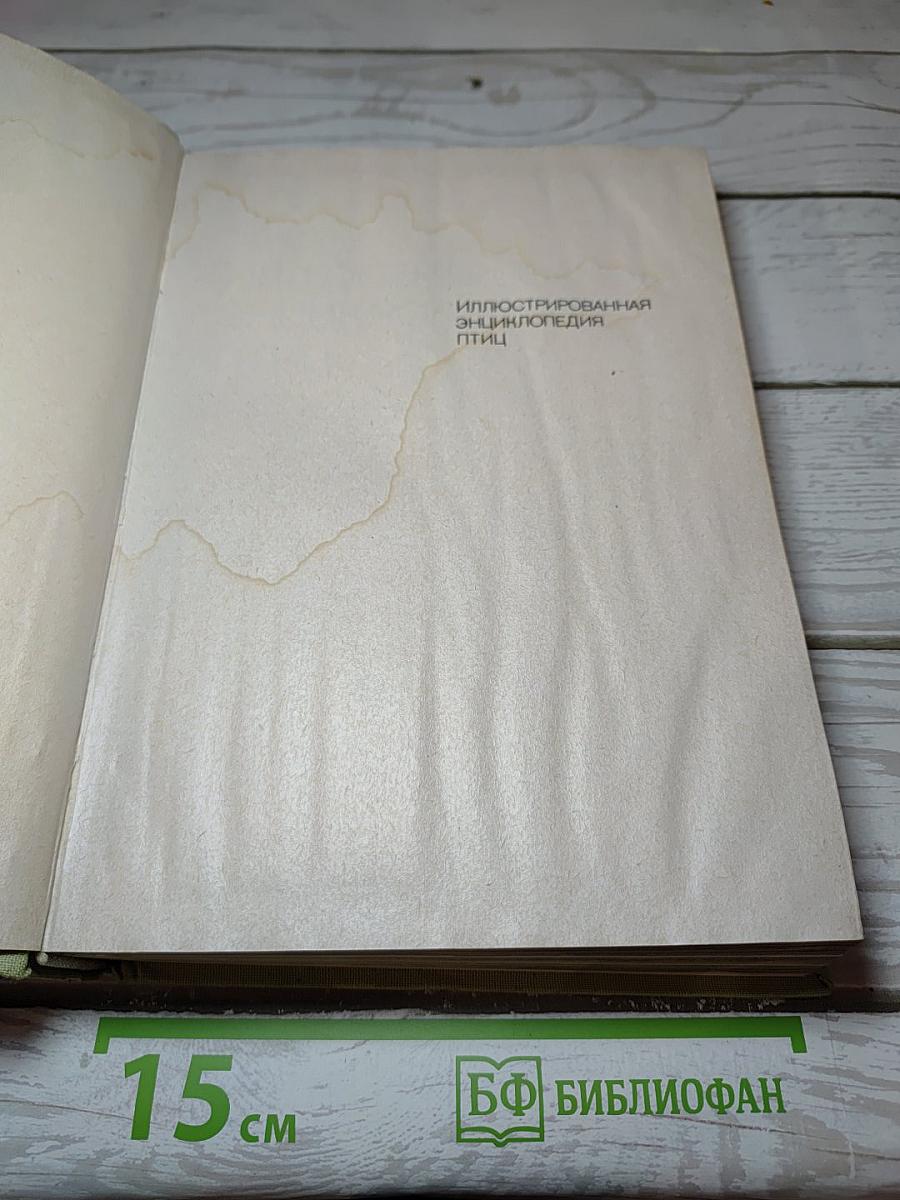 ИЛЛЮСТРИРОВАННАЯ
ЭНЦИКЛОПЕДИЯ
ПТИЦ
15 см
БФ БИБЛИОФАН